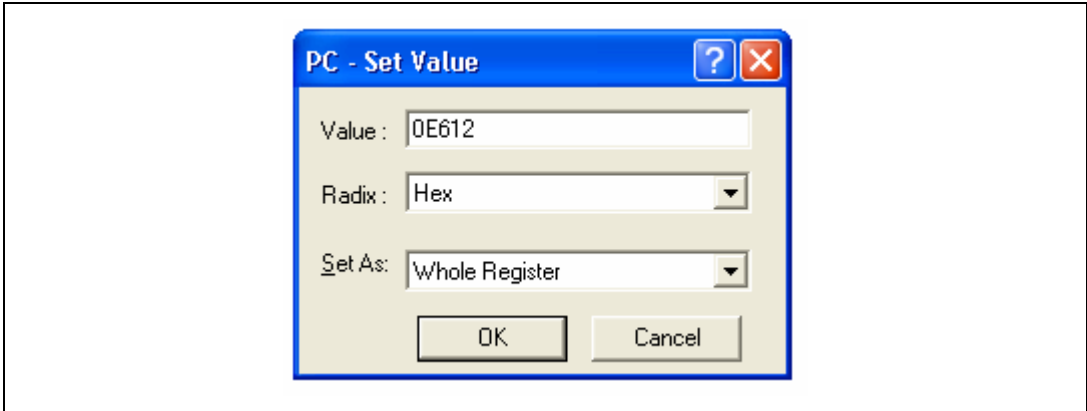 PC - Set Value
Value : 0E612
Radix : Hex
Set As: Whole Register
OK Cancel